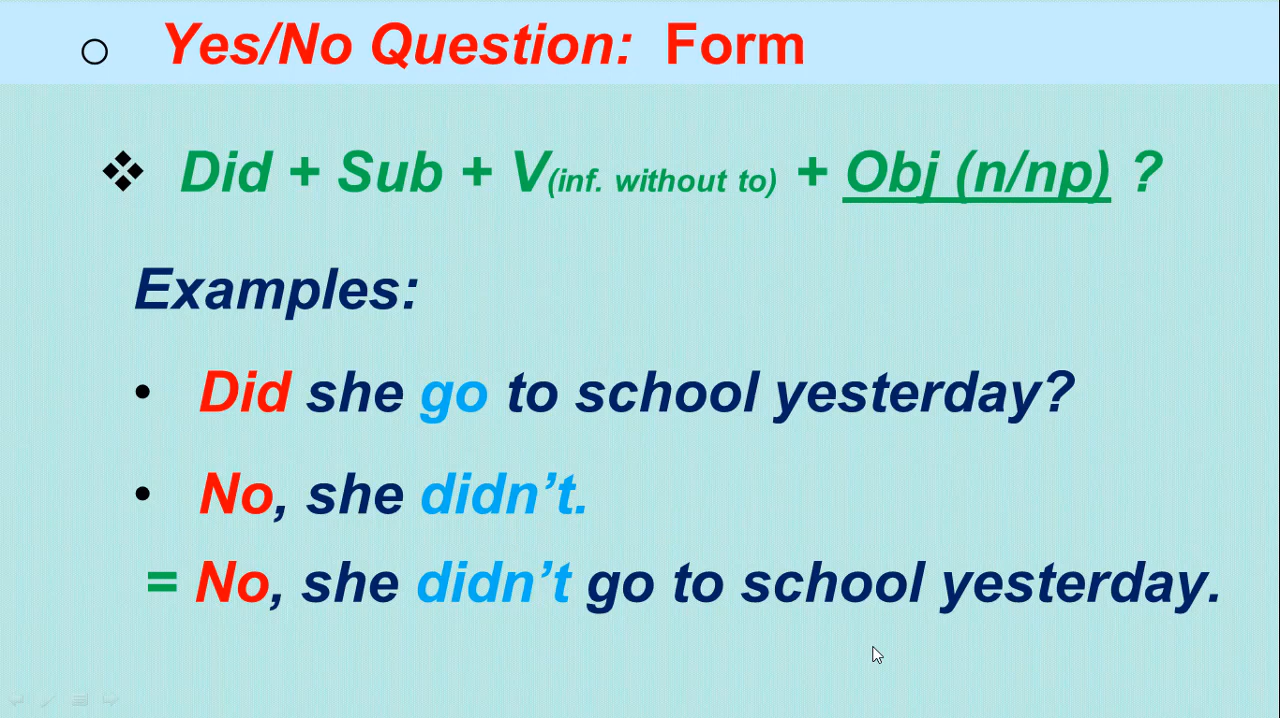 Yes/No Question: Form
Did + Sub + V(inf. without to) + Obj (n/np) ?
Examples:
• Did she go to school yesterday?
• No, she didn’t.
= No, she didn’t go to school yesterday.